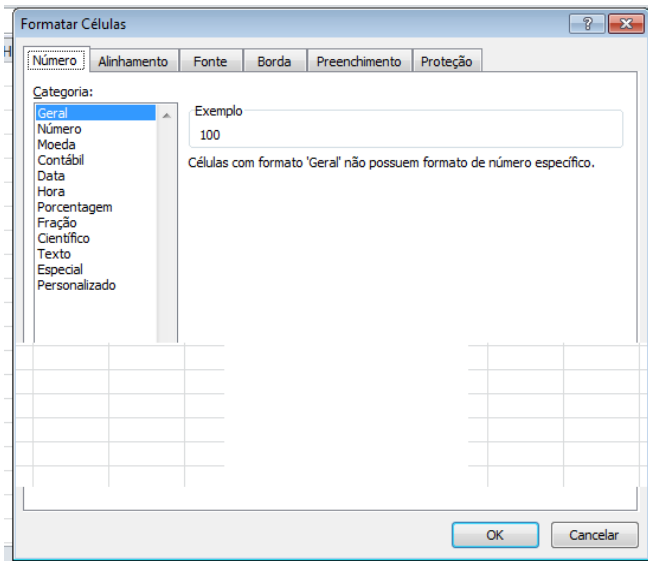 Formatar Células
H
Número Alinhamento Fonte Borda Preenchimento Proteção
Categoria:
Geral
Número
Moeda
Contábil
Data
Hora
Porcentagem
Fração
Científico
Texto
Especial
Personalizado
Exemplo
100
Células com formato 'Geral' não possuem formato de número específico.
OK Cancelar